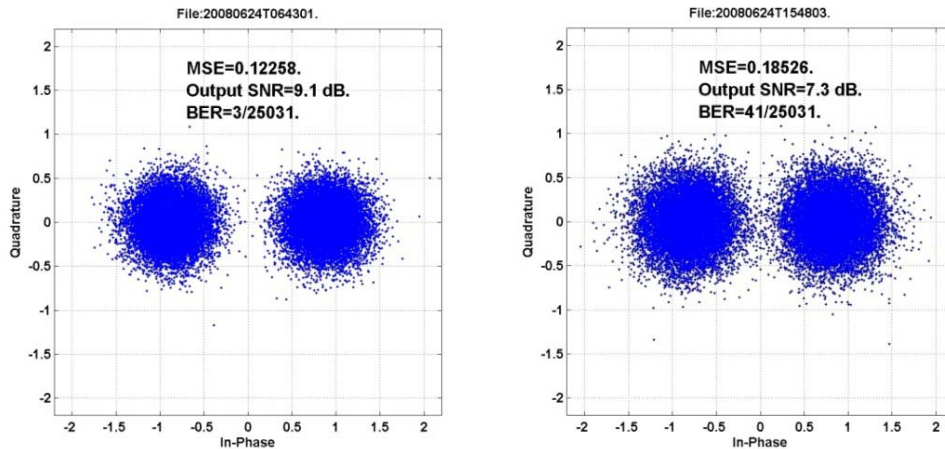 File:20080624T064301.
MSE=0.12258.
Output SNR=9.1 dB.
BER=3/25031.
Quadrature
2
1.5
1
0.5
0
-0.5
-1
-1.5
-2
-2 -1.5 -1 -0.5 0 0.5 1 1.5 2
In-Phase
File:20080624T154803.
MSE=0.18526.
Output SNR=7.3 dB.
BER=41/25031.
Quadrature
2
1.5
1
0.5
0
-0.5
-1
-1.5
-2
-2 -1.5 -1 -0.5 0 0.5 1 1.5 2
In-Phase